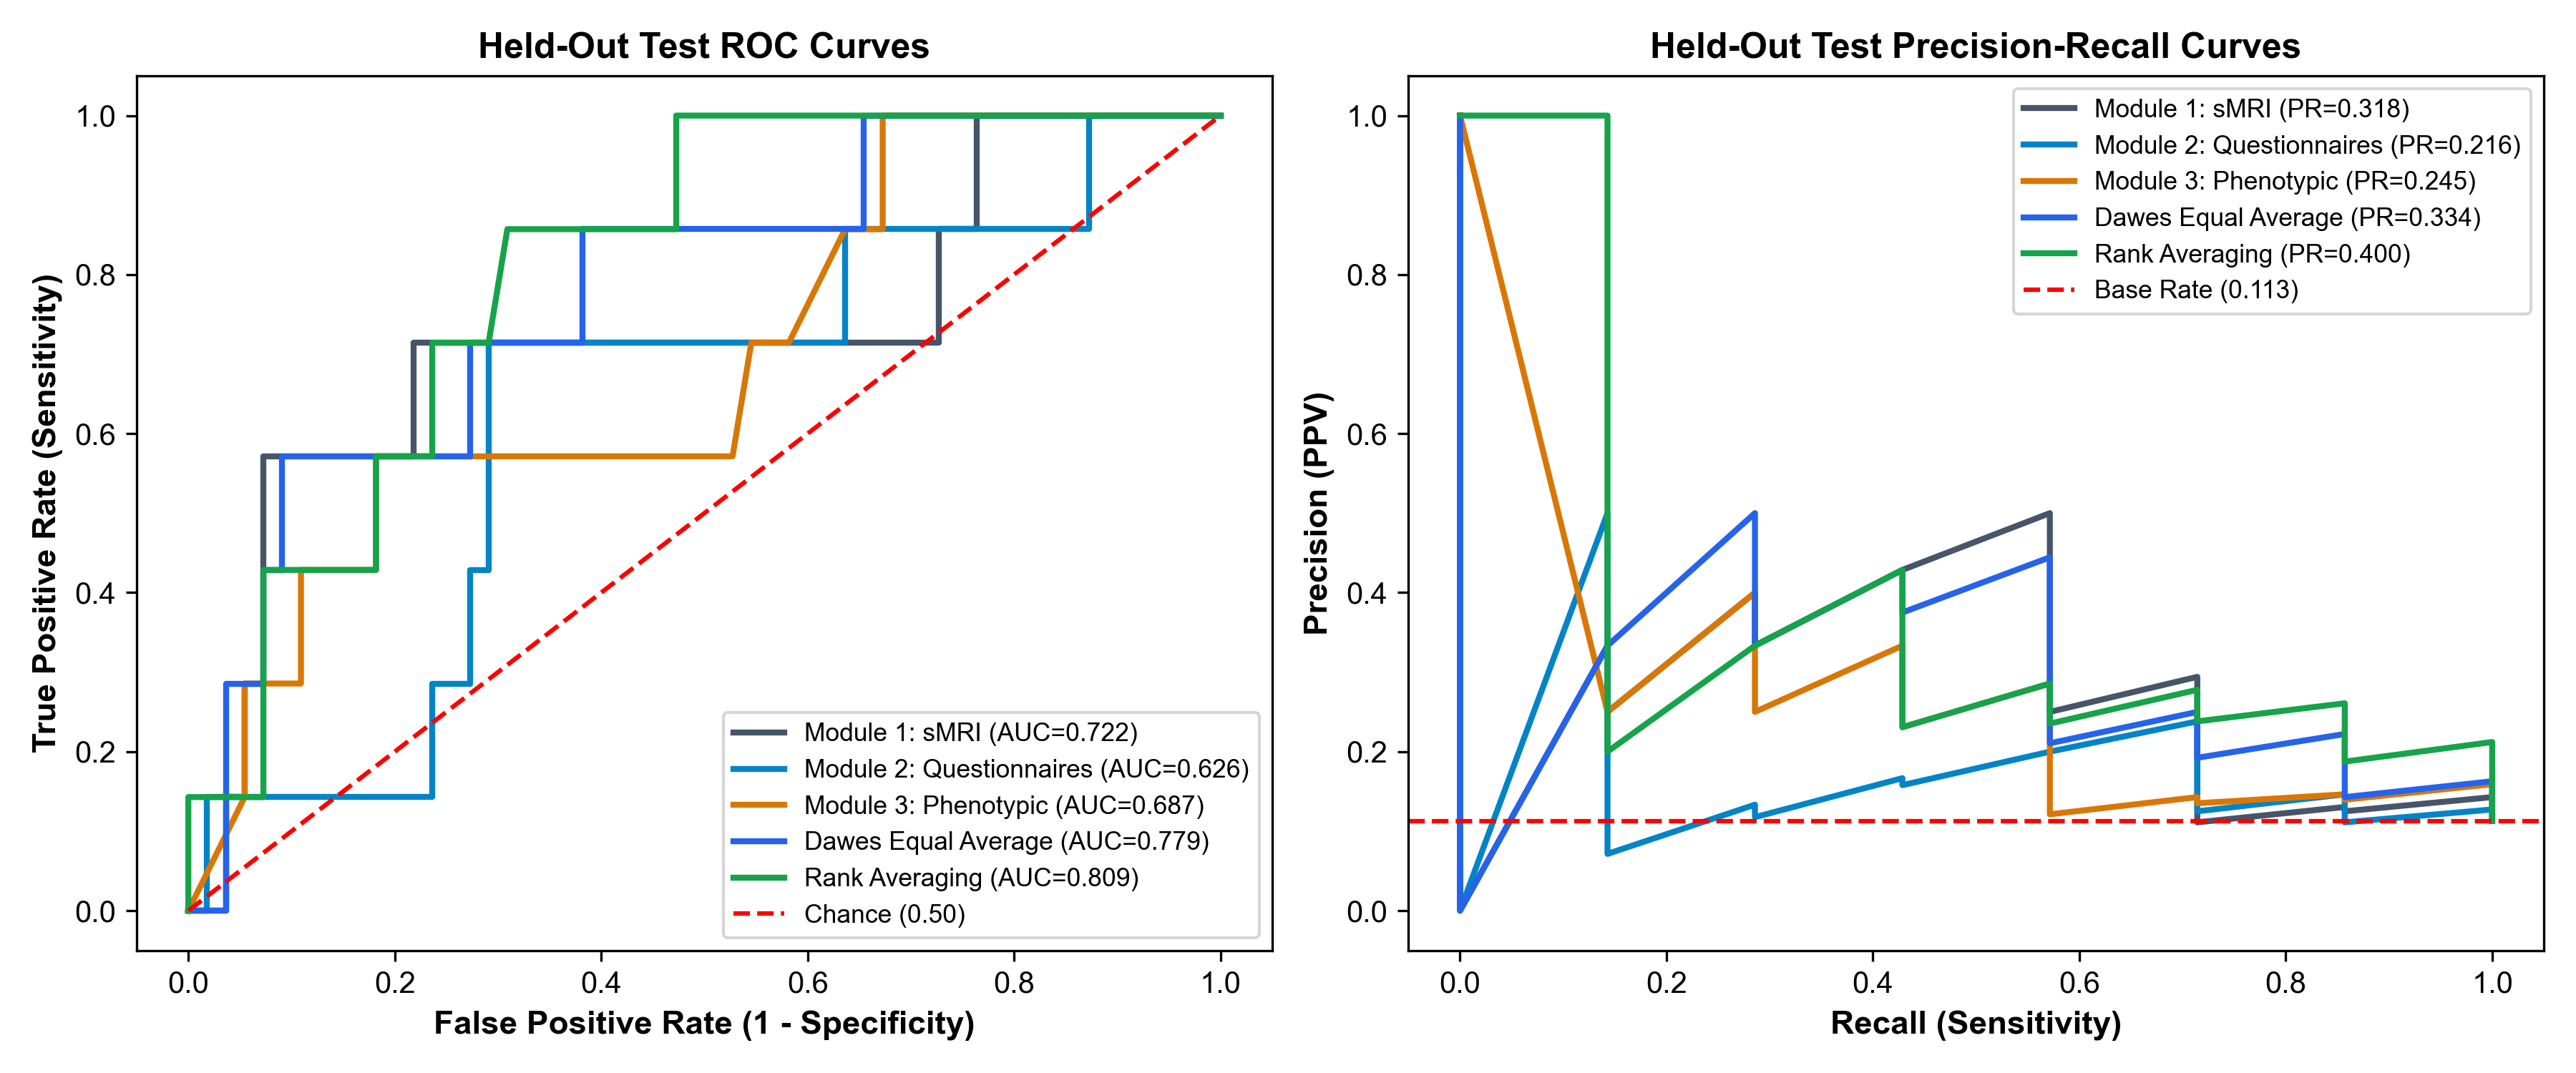 Held-Out Test ROC Curves
True Positive Rate (Sensitivity)
1.0
0.8
0.6
0.4
0.2
0.0
0.0 0.2 0.4 0.6 0.8 1.0
False Positive Rate (1 - Specificity)
Module 1: sMRI (AUC=0.722)
Module 2: Questionnaires (AUC=0.626)
Module 3: Phenotypic (AUC=0.687)
Dawes Equal Average (AUC=0.779)
Rank Averaging (AUC=0.809)
Chance (0.50)
Held-Out Test Precision-Recall Curves
Precision (PPV)
1.0
0.8
0.6
0.4
0.2
0.0
0.0 0.2 0.4 0.6 0.8 1.0
Recall (Sensitivity)
Module 1: sMRI (PR=0.318)
Module 2: Questionnaires (PR=0.216)
Module 3: Phenotypic (PR=0.245)
Dawes Equal Average (PR=0.334)
Rank Averaging (PR=0.400)
Base Rate (0.113)